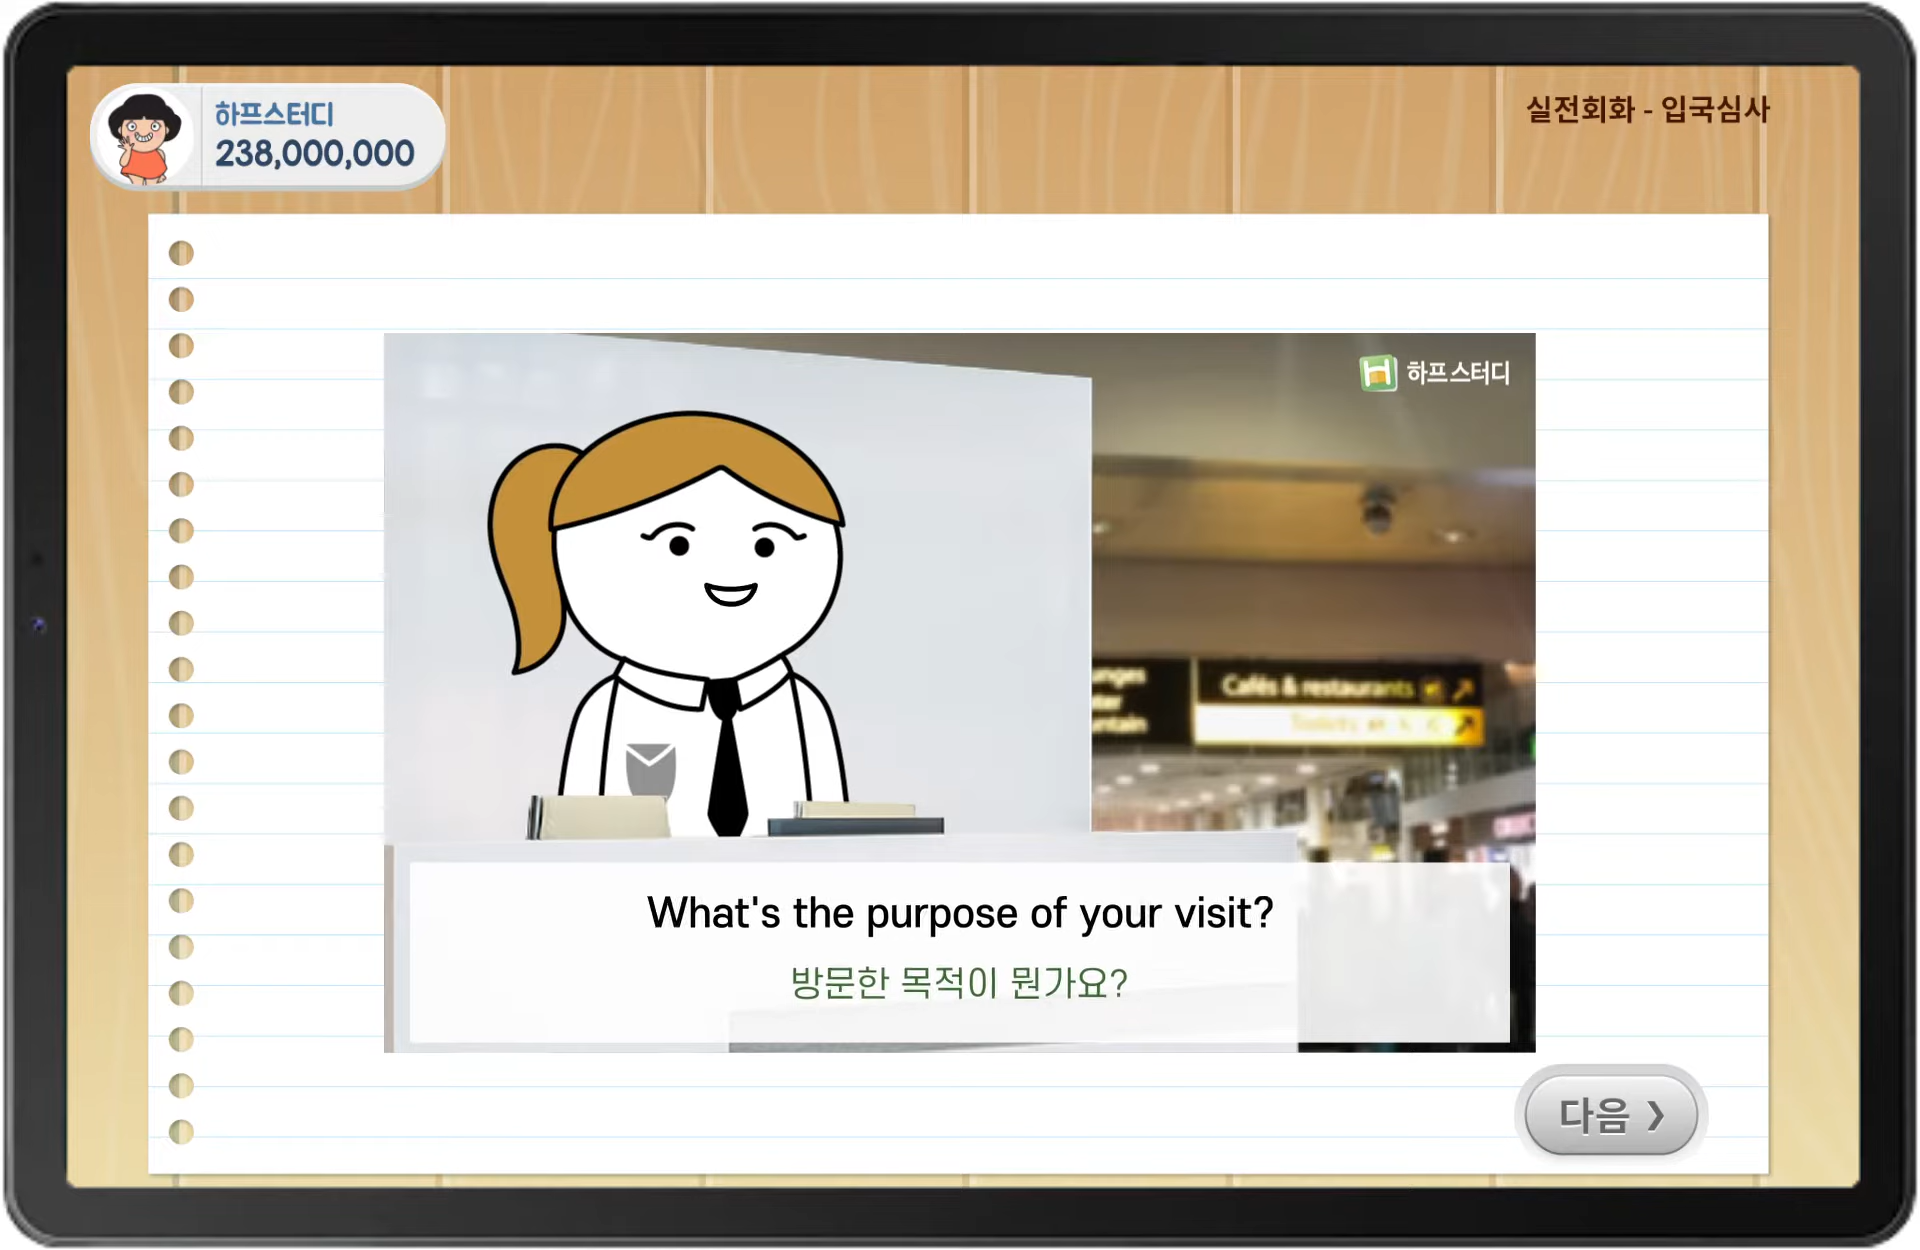 하프스터디
238,000,000
실전회화 - 입국심사
하프스터디
Cafés & restaurants
What's the purpose of your visit?
방문한 목적이 뭔가요?
다음 ❯